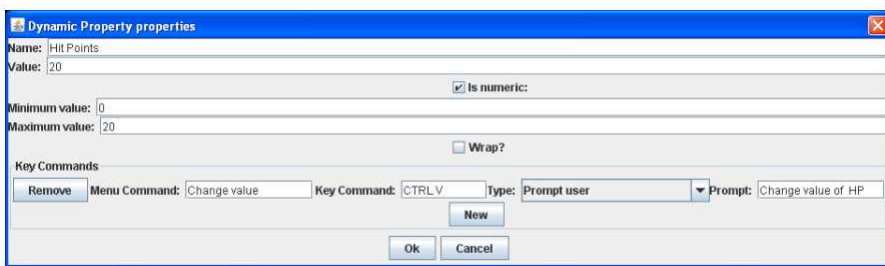 Dynamic Property properties
Name: Hit Points
Value: 20
Is numeric:
Minimum value: 0
Maximum value: 20
Wrap?
Key Commands
Remove Menu Command: Change value Key Command: CTRL V Type: Prompt user Prompt: Change value of HP
New
Ok Cancel